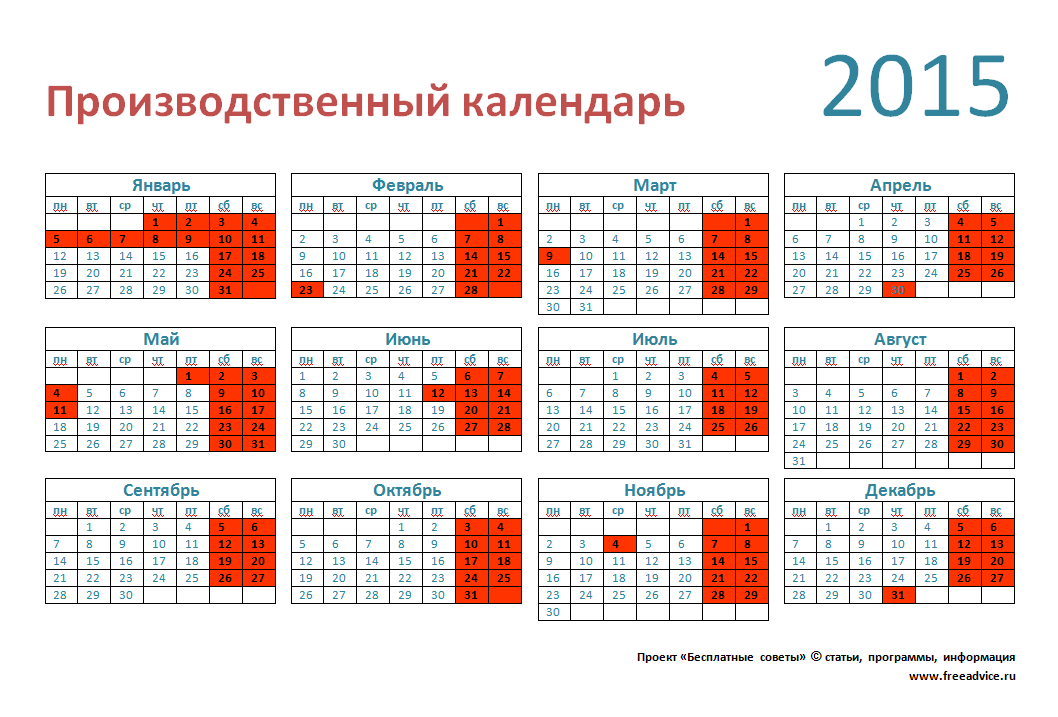 Производственный календарь 2015
Январь Февраль Март Апрель
пн вт ср чт пт сб вс пн вт ср чт пт сб вс пн вт ср чт пт сб вс пн вт ср чт пт сб вс
1 2 3 4 1 1 1 2 3 4 5
5 6 7 8 9 10 11 2 3 4 5 6 7 8 2 3 4 5 6 7 8 6 7 8 9 10 11 12
12 13 14 15 16 17 18 9 10 11 12 13 14 15 9 10 11 12 13 14 15 13 14 15 16 17 18 19
19 20 21 22 23 24 25 16 17 18 19 20 21 22 16 17 18 19 20 21 22 20 21 22 23 24 25 26
26 27 28 29 30 31 23 24 25 26 27 28 23 24 25 26 27 28 29 27 28 29 30
30 31
Май Июнь Июль Август
пн вт ср чт пт сб вс пн вт ср чт пт сб вс пн вт ср чт пт сб вс пн вт ср чт пт сб вс
1 2 3 1 2 3 4 5 6 7 1 2 3 4 5 1 2
4 5 6 7 8 9 10 8 9 10 11 12 13 14 6 7 8 9 10 11 12 3 4 5 6 7 8 9
11 12 13 14 15 16 17 15 16 17 18 19 20 21 13 14 15 16 17 18 19 10 11 12 13 14 15 16
18 19 20 21 22 23 24 22 23 24 25 26 27 28 20 21 22 23 24 25 26 17 18 19 20 21 22 23
25 26 27 28 29 30 31 29 30 27 28 29 30 31 24 25 26 27 28 29 30
31
Сентябрь Октябрь Ноябрь Декабрь
пн вт ср чт пт сб вс пн вт ср чт пт сб вс пн вт ср чт пт сб вс пн вт ср чт пт сб вс
1 2 3 4 5 6 1 2 3 4 1 1 2 3 4 5 6
7 8 9 10 11 12 13 5 6 7 8 9 10 11 2 3 4 5 6 7 8 7 8 9 10 11 12 13
14 15 16 17 18 19 20 12 13 14 15 16 17 18 9 10 11 12 13 14 15 14 15 16 17 18 19 20
21 22 23 24 25 26 27 19 20 21 22 23 24 25 16 17 18 19 20 21 22 21 22 23 24 25 26 27
28 29 30 26 27 28 29 30 31 23 24 25 26 27 28 29 28 29 30 31
30
Проект «Бесплатные советы» © статьи, программы, информация
www.freeadvice.ru